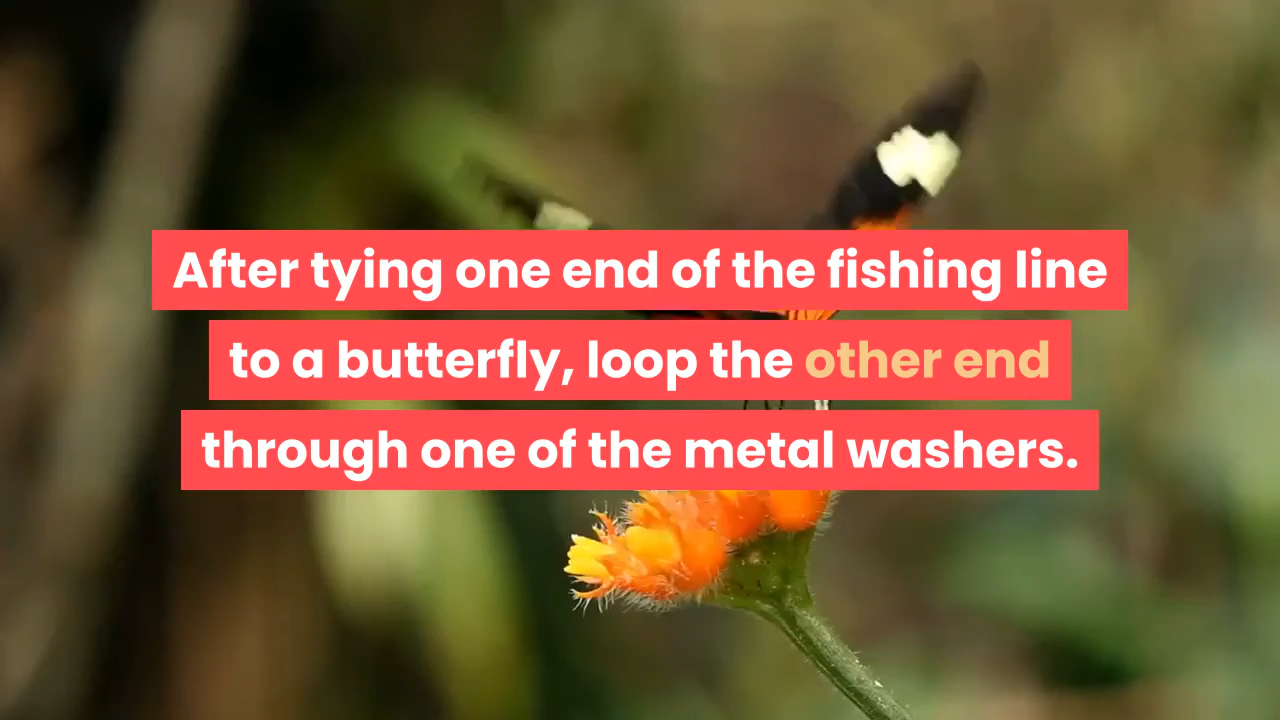 After tying one end of the fishing line
to a butterfly, loop the other end
through one of the metal washers.